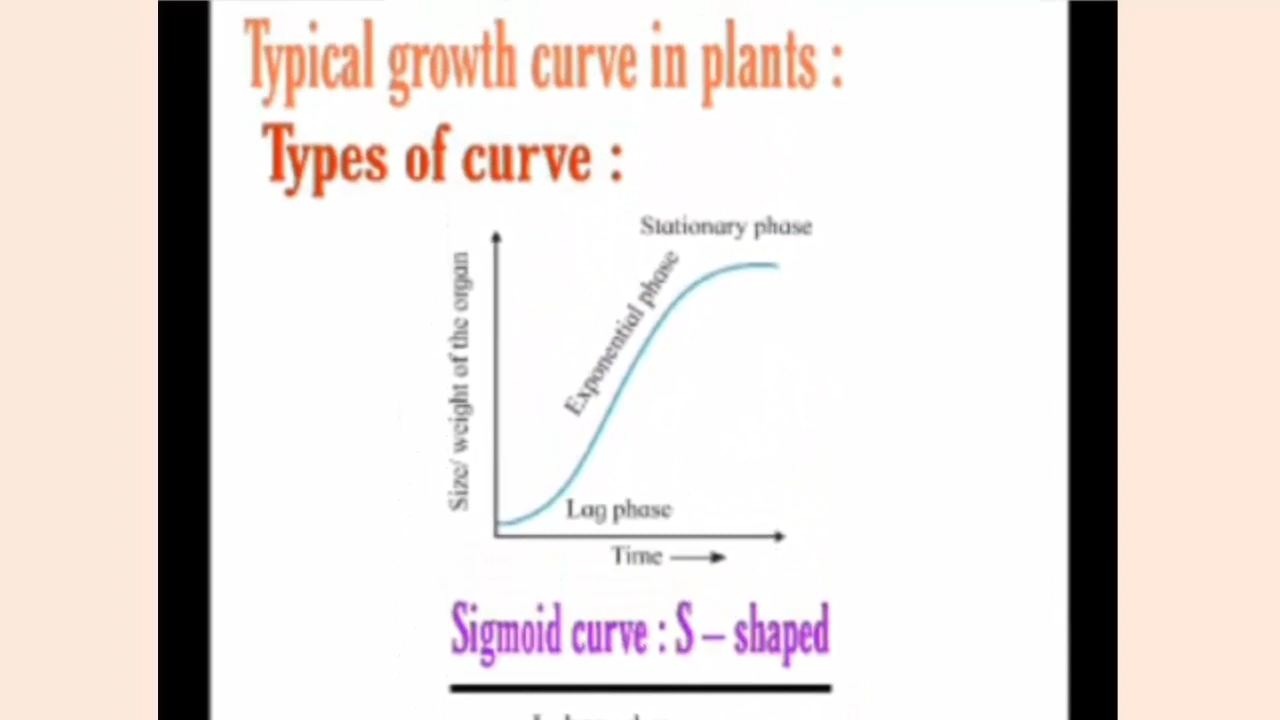 Typical growth curve in plants :
Types of curve :
Stationary phase
Exponential phase
Size/ weight of the organ
Lag phase
Time
Sigmoid curve : S – shaped